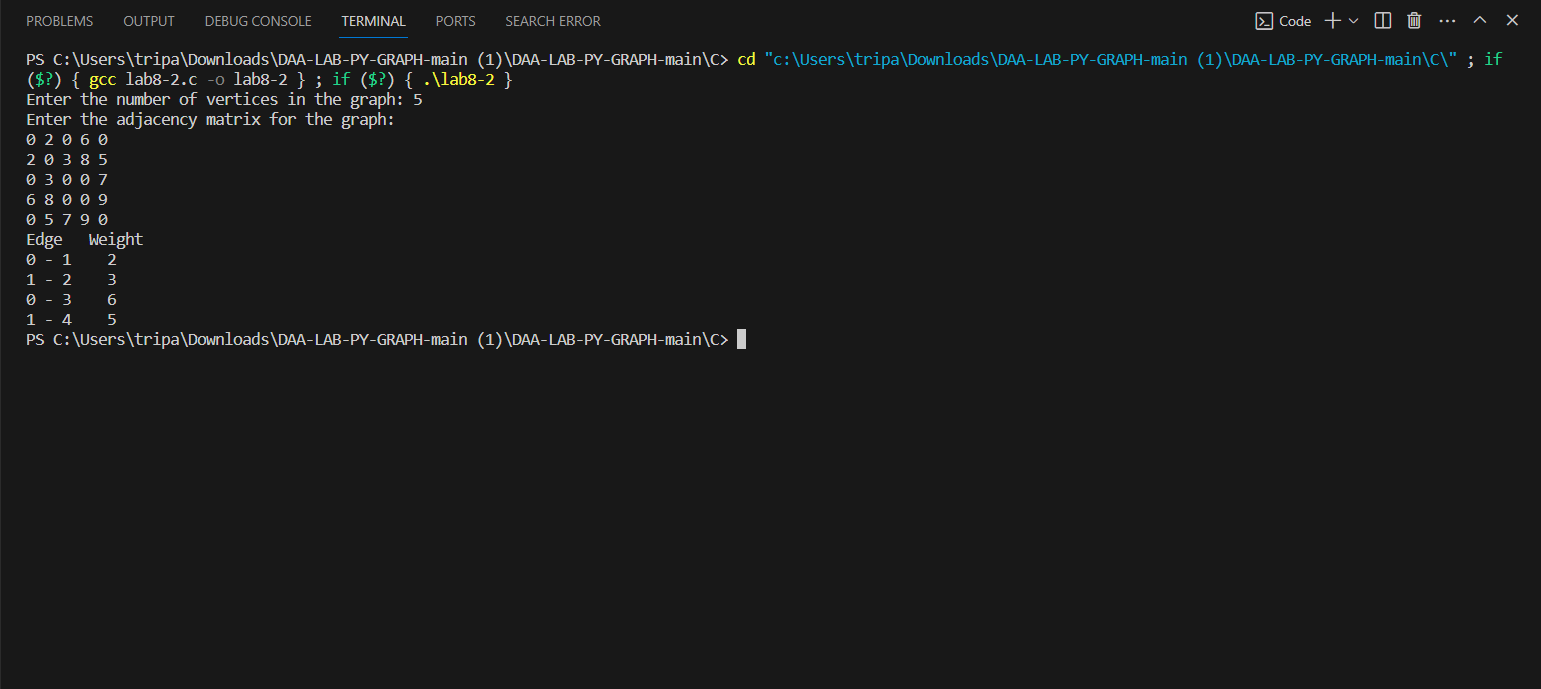 PROBLEMS OUTPUT DEBUG CONSOLE TERMINAL PORTS SEARCH ERROR Code
PS C:\Users\tripa\Downloads\DAA-LAB-PY-GRAPH-main (1)\DAA-LAB-PY-GRAPH-main\C> cd "c:\Users\tripa\Downloads\DAA-LAB-PY-GRAPH-main (1)\DAA-LAB-PY-GRAPH-main\C\" ; if
($?) { gcc lab8-2.c -o lab8-2 } ; if ($?) { .\lab8-2 }
Enter the number of vertices in the graph: 5
Enter the adjacency matrix for the graph:
0 2 0 6 0
2 0 3 8 5
0 3 0 0 7
6 8 0 0 9
0 5 7 9 0
Edge   Weight
0 - 1    2
1 - 2    3
0 - 3    6
1 - 4    5
PS C:\Users\tripa\Downloads\DAA-LAB-PY-GRAPH-main (1)\DAA-LAB-PY-GRAPH-main\C>